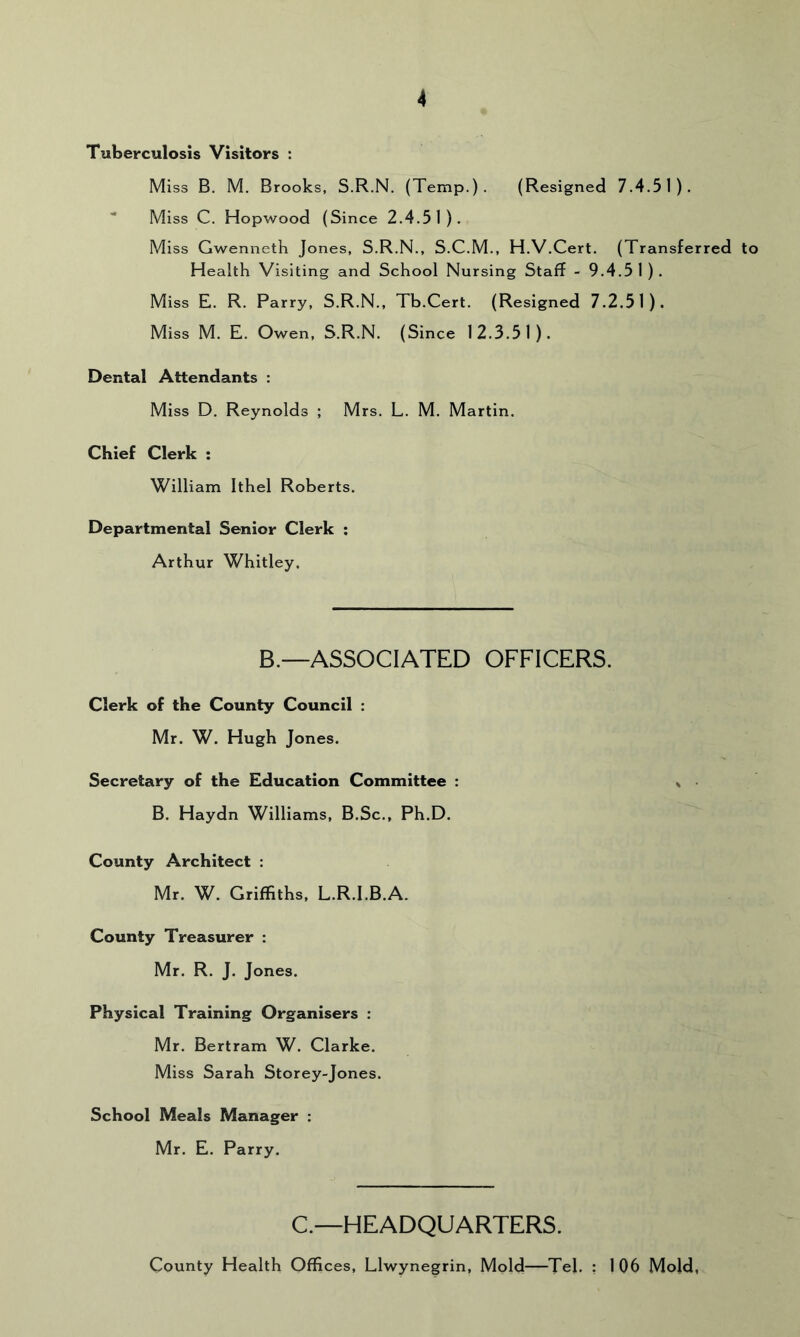 4
Tuberculosis Visitors :
Miss B. M. Brooks, S.R.N. (Temp.). (Resigned 7.4.51).
Miss C. Hopwood (Since 2.4.51).
Miss Gwenneth Jones, S.R.N., S.C.M., H.V.Cert. (Transferred to
Health Visiting and School Nursing Staff - 9.4.51).
Miss E. R. Parry, S.R.N., Tb.Cert. (Resigned 7.2.51).
Miss M. E. Owen, S.R.N. (Since 12.3.51).
Dental Attendants :
Miss D. Reynolds ; Mrs. L. M. Martin.
Chief Clerk :
William Ithel Roberts.
Departmental Senior Clerk :
Arthur Whitley.
B.—ASSOCIATED OFFICERS.
Clerk of the County Council :
Mr. W. Hugh Jones.
Secretary of the Education Committee :
B. Haydn Williams, B.Sc., Ph.D.
County Architect :
Mr. W. Griffiths, L.R.I.B.A.
County Treasurer :
Mr. R. J. Jones.
Physical Training Organisers :
Mr. Bertram W. Clarke.
Miss Sarah Storey-Jones.
School Meals Manager :
Mr. E. Parry.
C.—HEADQUARTERS.
County Health Offices, Llwynegrin, Mold—Tel. : 106 Mold,